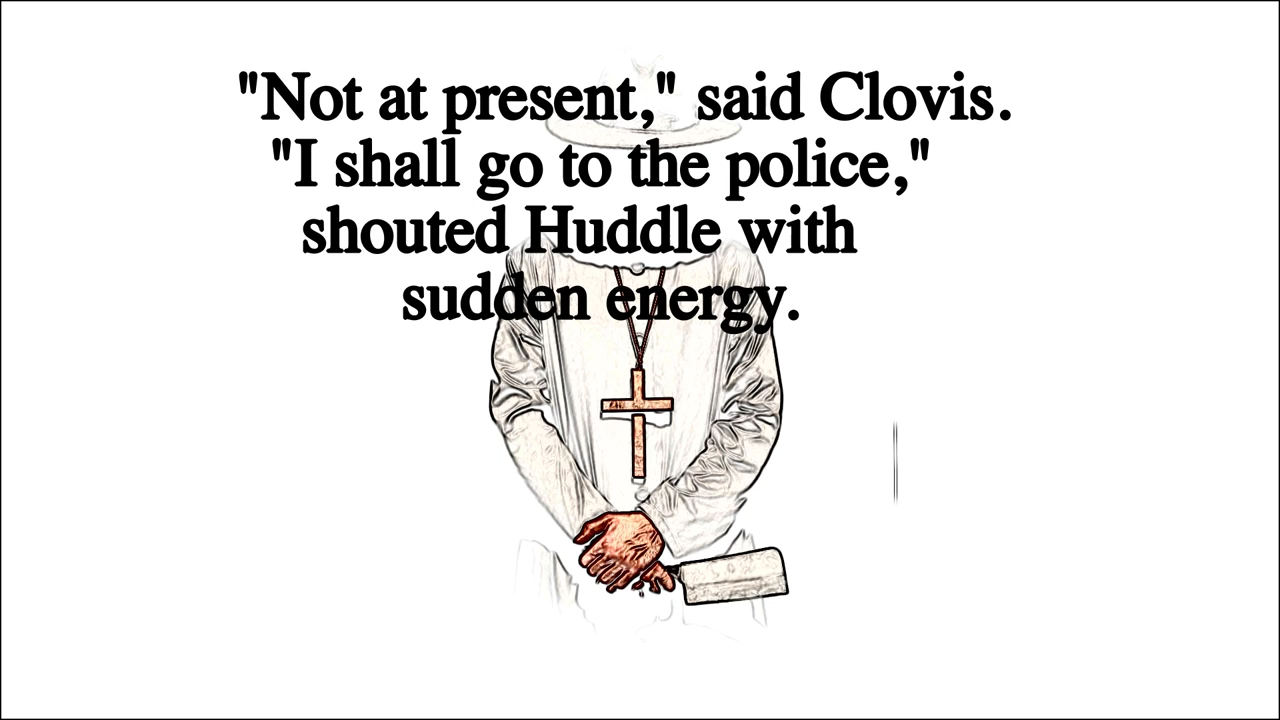 "Not at present," said Clovis.
"I shall go to the police,"
shouted Huddle with
sudden energy.